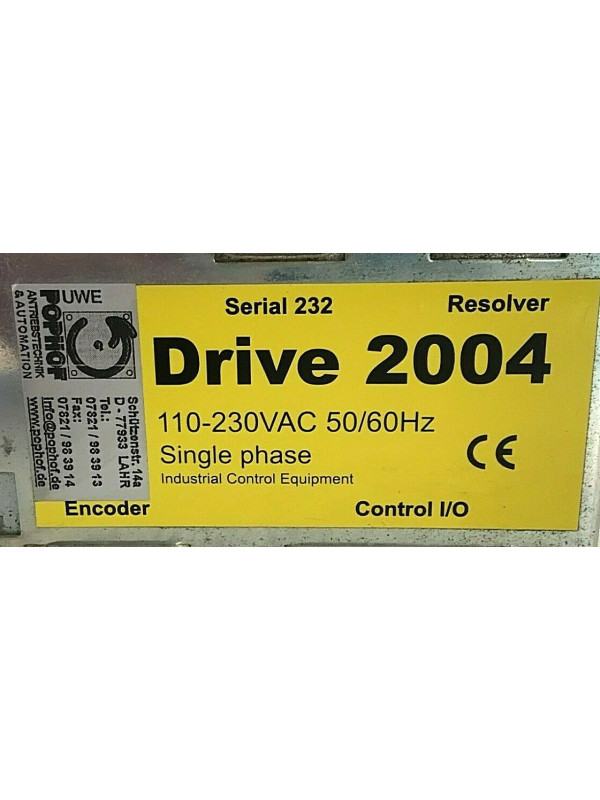 Serial 232
Resolver
Drive 2004
110-230VAC 50/60Hz
Single phase
CE
Industrial Control Equipment
Encoder
Control I/O
UWE
POPHOF
ANTRIEBSTECHNIK
& AUTOMATION
Schützenstr. 14a
D - 77933 LAHR
Tel.:
07821 / 98 39 13
Fax:
07821 / 98 39 14
Info@pophof.de
www.pophof.de